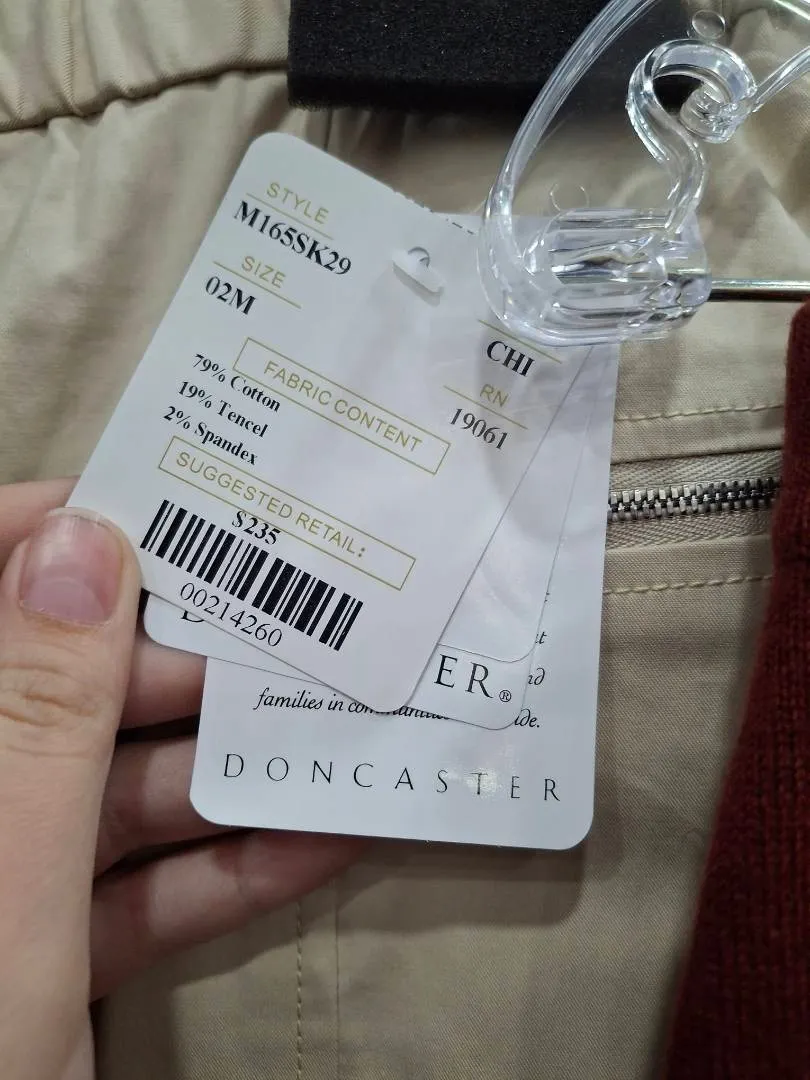 STYLE
M165SK29
SIZE
02M
CHI
RN
19061
FABRIC CONTENT
79% Cotton
19% Tencel
2% Spandex
SUGGESTED RETAIL:
$235
00214260
ER®
families in
DONCASTER